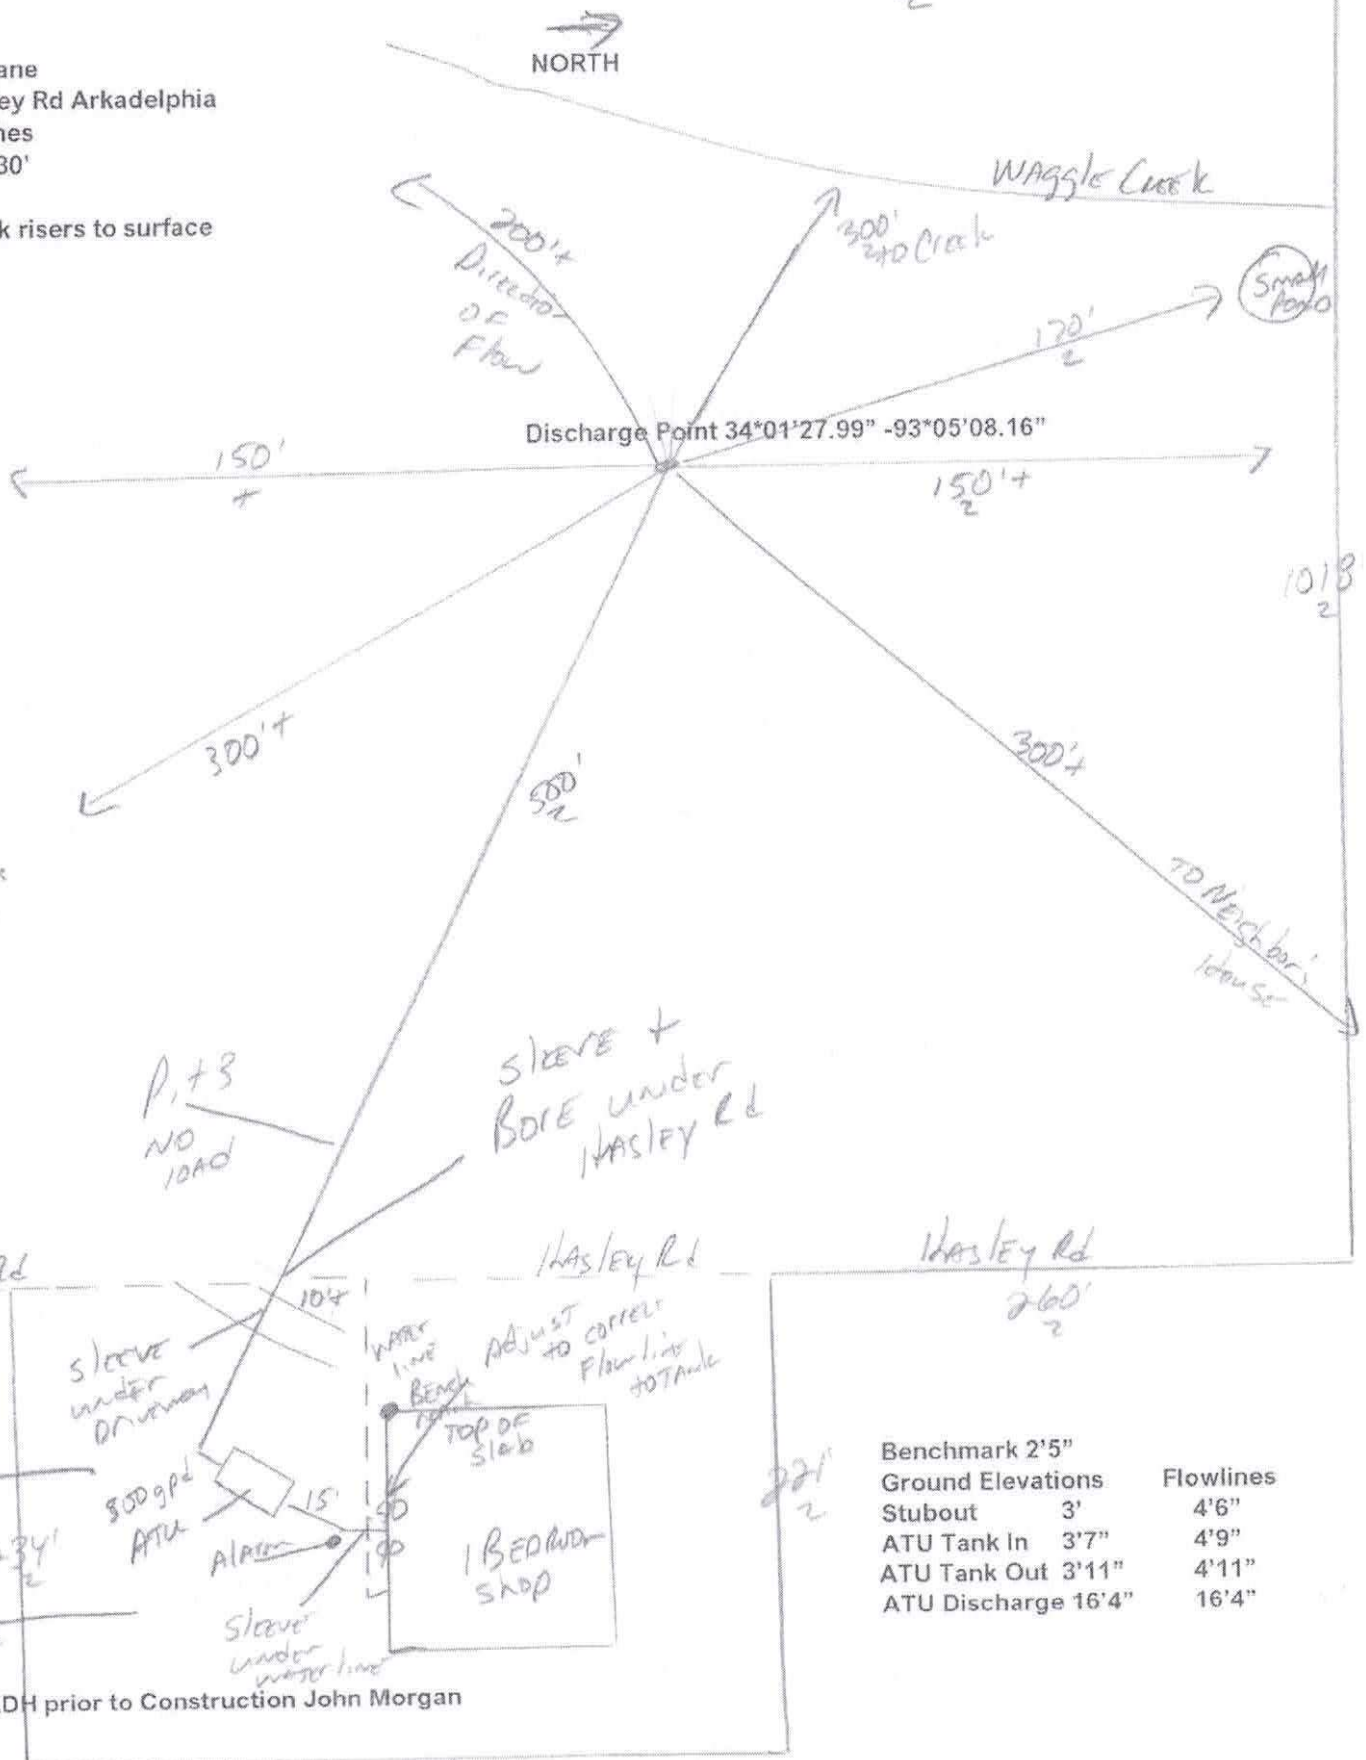 NORTH
ane
ey Rd Arkadelphia
nes
30'
k risers to surface
WAggle Creek
200'+
Direction
OF
Flow
300'
to Creek
Small
Pond
170'
Discharge Point 34*01'27.99" -93*05'08.16"
150'
+
150'+
1018
300'+
500'
300'+
TO Neighbor's
House
Pit 3
NO
lOAd
SlEEVE +
BorE under
HAsley Rd
Rd
HAslEy Rd
HAslEy Rd
260'
10'+
SlEEVE
under
Driveway
WATER
LINE
Adjust
to correct
Flowline
to TAnk
BENCH
MARK
TOP OF
Slab
800 gpd
ATU
15'
Alarm
90
1 BEDROOM
SHOP
SlEEVE
under
WATER line
34'
221'
Benchmark 2'5"
Ground Elevations Flowlines
Stubout 3' 4'6"
ATU Tank In 3'7" 4'9"
ATU Tank Out 3'11" 4'11"
ATU Discharge 16'4" 16'4"
DH prior to Construction John Morgan